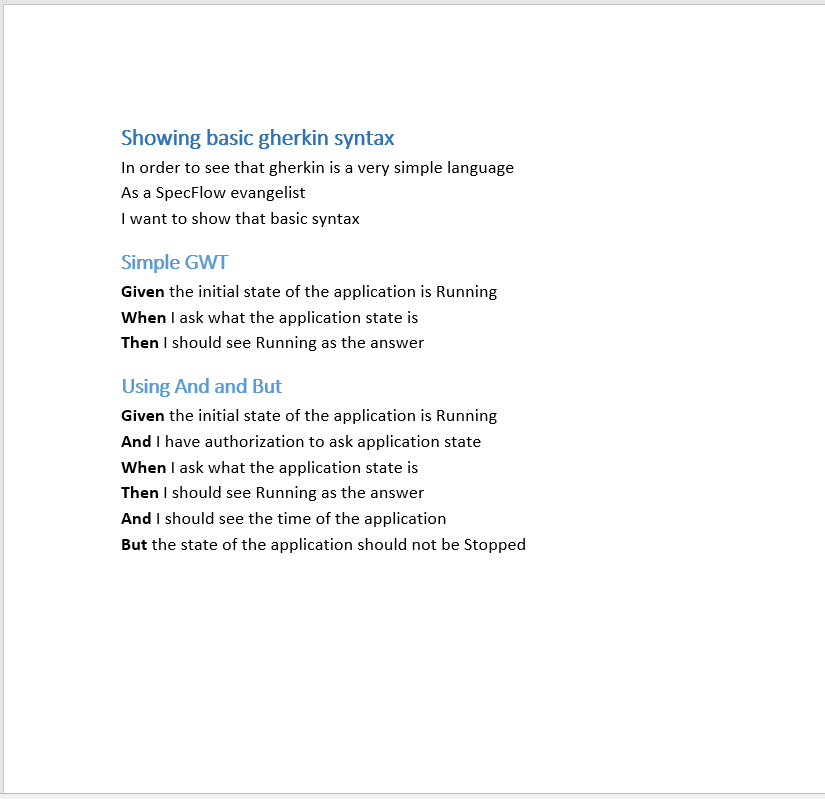 Showing basic gherkin syntax
In order to see that gherkin is a very simple language
As a SpecFlow evangelist
I want to show that basic syntax
Simple GWT
Given the initial state of the application is Running
When I ask what the application state is
Then I should see Running as the answer
Using And and But
Given the initial state of the application is Running
And I have authorization to ask application state
When I ask what the application state is
Then I should see Running as the answer
And I should see the time of the application
But the state of the application should not be Stopped